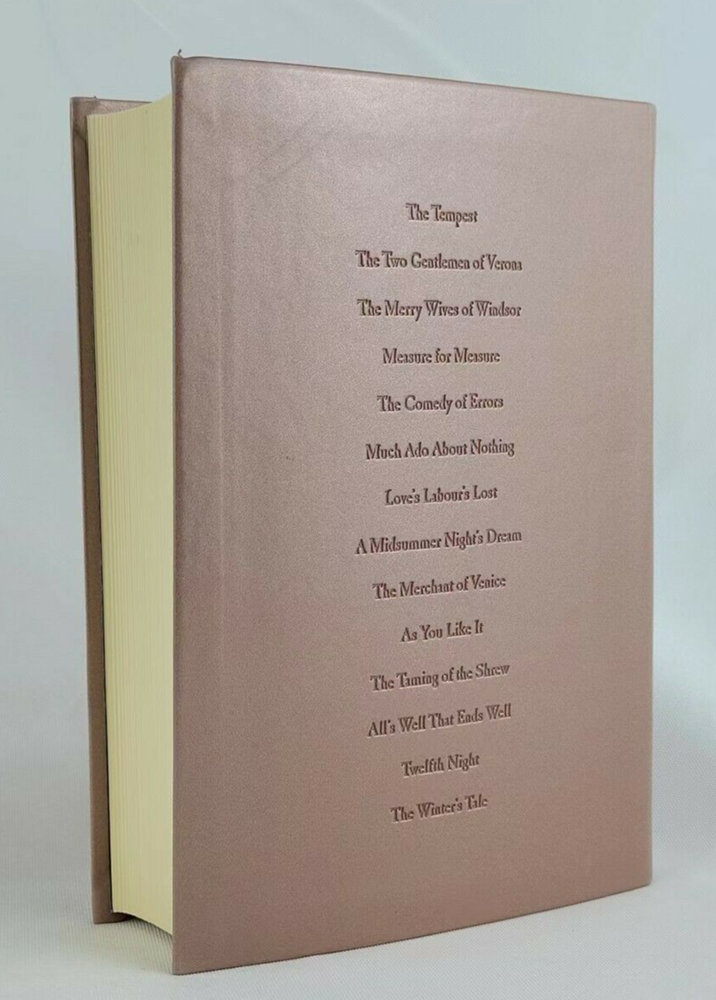 The Tempest
The Two Gentlemen of Verona
The Merry Wives of Windsor
Measure for Measure
The Comedy of Errors
Much Ado About Nothing
Love's Labour's Lost
A Midsummer Night's Dream
The Merchant of Venice
As You Like It
The Taming of the Shrew
All's Well That Ends Well
Twelfth Night
The Winter's Tale